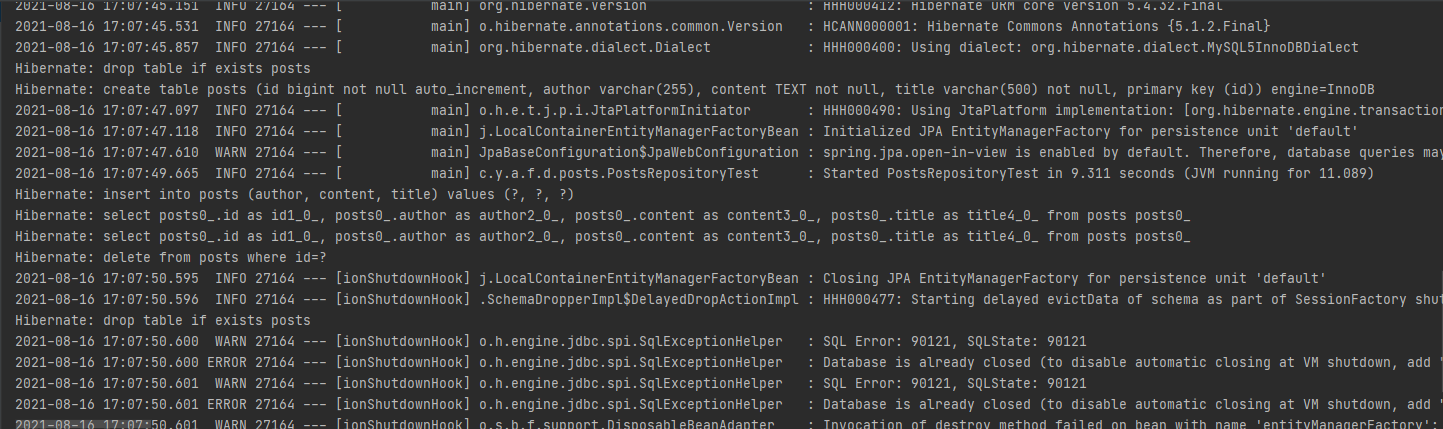 2021-08-16 17:07:45.151  INFO 27164 --- [           main] org.hibernate.Version                    : HHH000412: Hibernate ORM core version 5.4.32.Final
2021-08-16 17:07:45.531  INFO 27164 --- [           main] o.hibernate.annotations.common.Version   : HCANN000001: Hibernate Commons Annotations {5.1.2.Final}
2021-08-16 17:07:45.857  INFO 27164 --- [           main] org.hibernate.dialect.Dialect            : HHH000400: Using dialect: org.hibernate.dialect.MySQL5InnoDBDialect
Hibernate: drop table if exists posts
Hibernate: create table posts (id bigint not null auto_increment, author varchar(255), content TEXT not null, title varchar(500) not null, primary key (id)) engine=InnoDB
2021-08-16 17:07:47.097  INFO 27164 --- [           main] o.h.e.t.j.p.i.JtaPlatformInitiator       : HHH000490: Using JtaPlatform implementation: [org.hibernate.engine.transaction
2021-08-16 17:07:47.118  INFO 27164 --- [           main] j.LocalContainerEntityManagerFactoryBean : Initialized JPA EntityManagerFactory for persistence unit 'default'
2021-08-16 17:07:47.610  WARN 27164 --- [           main] JpaBaseConfiguration$JpaWebConfiguration : spring.jpa.open-in-view is enabled by default. Therefore, database queries may
2021-08-16 17:07:49.665  INFO 27164 --- [           main] c.y.a.f.d.posts.PostsRepositoryTest      : Started PostsRepositoryTest in 9.311 seconds (JVM running for 11.089)
Hibernate: insert into posts (author, content, title) values (?, ?, ?)
Hibernate: select posts0_.id as id1_0_, posts0_.author as author2_0_, posts0_.content as content3_0_, posts0_.title as title4_0_ from posts posts0_
Hibernate: select posts0_.id as id1_0_, posts0_.author as author2_0_, posts0_.content as content3_0_, posts0_.title as title4_0_ from posts posts0_
Hibernate: delete from posts where id=?
2021-08-16 17:07:50.595  INFO 27164 --- [ionShutdownHook] j.LocalContainerEntityManagerFactoryBean : Closing JPA EntityManagerFactory for persistence unit 'default'
2021-08-16 17:07:50.596  INFO 27164 --- [ionShutdownHook] .SchemaDropperImpl$DelayedDropActionImpl : HHH000477: Starting delayed evictData of schema as part of SessionFactory shut
Hibernate: drop table if exists posts
2021-08-16 17:07:50.600  WARN 27164 --- [ionShutdownHook] o.h.engine.jdbc.spi.SqlExceptionHelper   : SQL Error: 90121, SQLState: 90121
2021-08-16 17:07:50.600 ERROR 27164 --- [ionShutdownHook] o.h.engine.jdbc.spi.SqlExceptionHelper   : Database is already closed (to disable automatic closing at VM shutdown, add "
2021-08-16 17:07:50.601  WARN 27164 --- [ionShutdownHook] o.h.engine.jdbc.spi.SqlExceptionHelper   : SQL Error: 90121, SQLState: 90121
2021-08-16 17:07:50.601 ERROR 27164 --- [ionShutdownHook] o.h.engine.jdbc.spi.SqlExceptionHelper   : Database is already closed (to disable automatic closing at VM shutdown, add "
2021-08-16 17:07:50.601  WARN 27164 --- [ionShutdownHook] o.s.b.f.support.DisposableBeanAdapter    : Invocation of destroy method failed on bean with name 'entityManagerFactory':